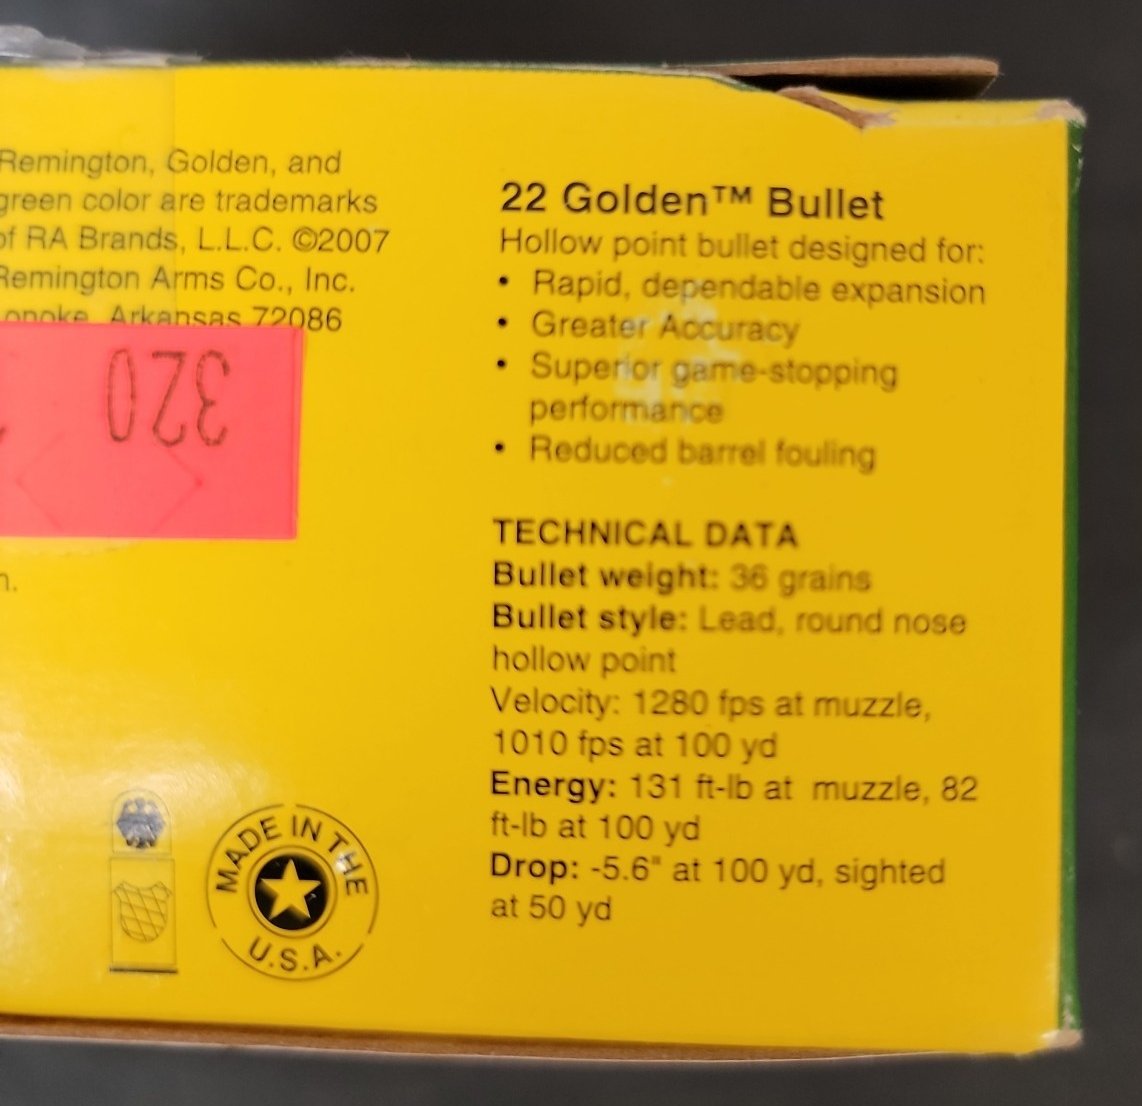 Remington, Golden, and
green color are trademarks
of RA Brands, L.L.C. ©2007
Remington Arms Co., Inc.
Arkansas 72086
320
n.
MADE IN THE
U.S.A.
22 Golden™ Bullet
Hollow point bullet designed for:
• Rapid, dependable expansion
• Greater Accuracy
• Superior game-stopping
performance
• Reduced barrel fouling
TECHNICAL DATA
Bullet weight: 36 grains
Bullet style: Lead, round nose
hollow point
Velocity: 1280 fps at muzzle,
1010 fps at 100 yd
Energy: 131 ft-lb at muzzle, 82
ft-lb at 100 yd
Drop: -5.6" at 100 yd, sighted
at 50 yd